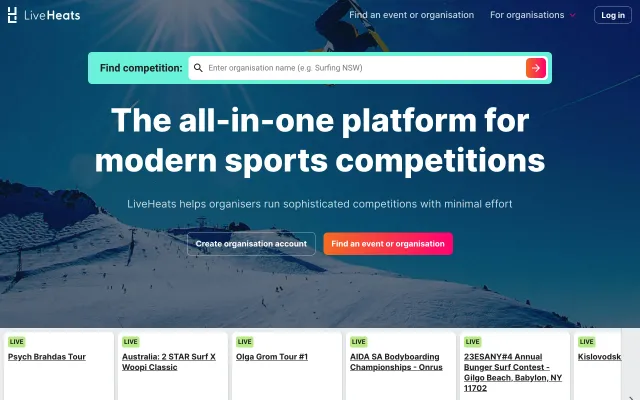 LiveHeats
Find an event or organisation
For organisations
Log in
Find competition:
Enter organisation name (e.g. Surfing NSW)
The all-in-one platform for
modern sports competitions
LiveHeats helps organisers run sophisticated competitions with minimal effort
Create organisation account
Find an event or organisation
LIVE
Psych Brahdas Tour
LIVE
Australia: 2 STAR Surf X
Woopi Classic
LIVE
Olga Grom Tour #1
LIVE
AIDA SA Bodyboarding
Championships - Onrus
LIVE
23ESANY#4 Annual
Bunger Surf Contest -
Gilgo Beach, Babylon, NY
11702
LIVE
Kislovodsk